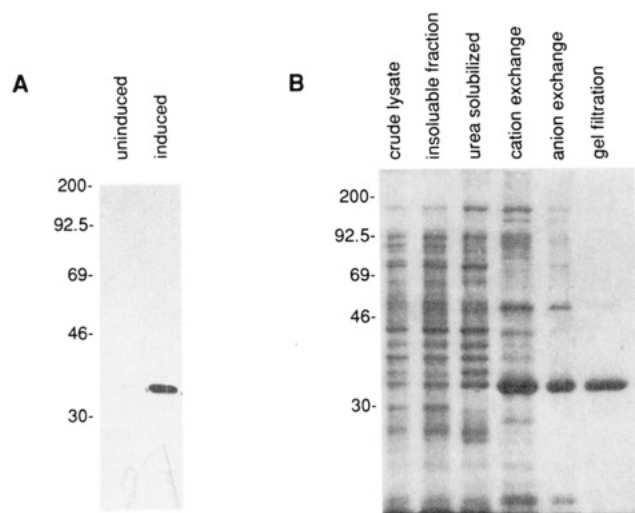 A
uninduced
induced
200-
92.5-
69-
46-
30-
B
crude lysate
insoluable fraction
urea solubilized
cation exchange
anion exchange
gel filtration
200-
92.5-
69-
46-
30-